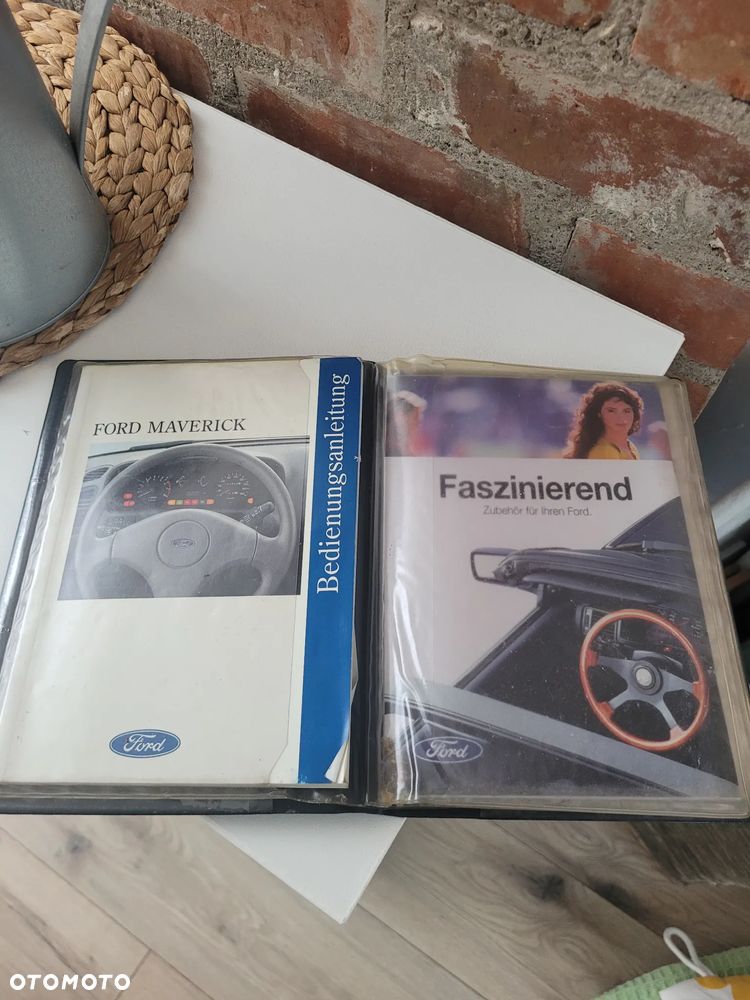 FORD MAVERICK
Bedienungsanleitung
Ford
Faszinierend
Zubehör für Ihren Ford.
Ford
OTOMOTO